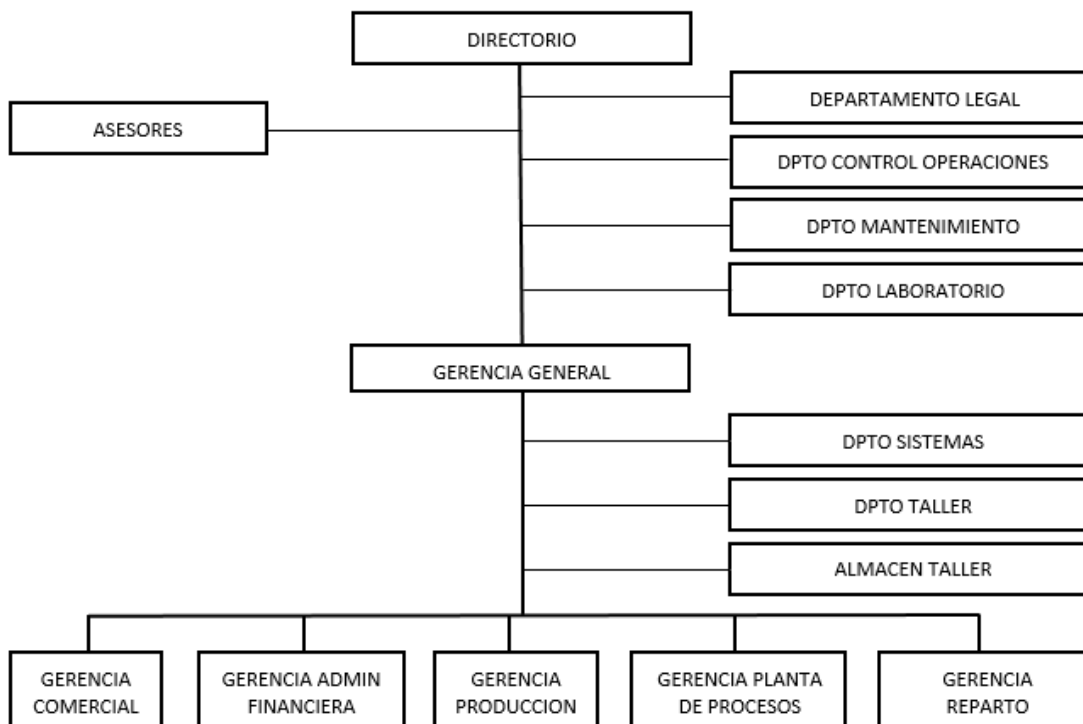 DIRECTORIO
DEPARTAMENTO LEGAL
ASESORES
DPTO CONTROL OPERACIONES
DPTO MANTENIMIENTO
DPTO LABORATORIO
GERENCIA GENERAL
DPTO SISTEMAS
DPTO TALLER
ALMACEN TALLER
GERENCIA
COMERCIAL
GERENCIA ADMIN
FINANCIERA
GERENCIA
PRODUCCION
GERENCIA PLANTA
DE PROCESOS
GERENCIA
REPARTO